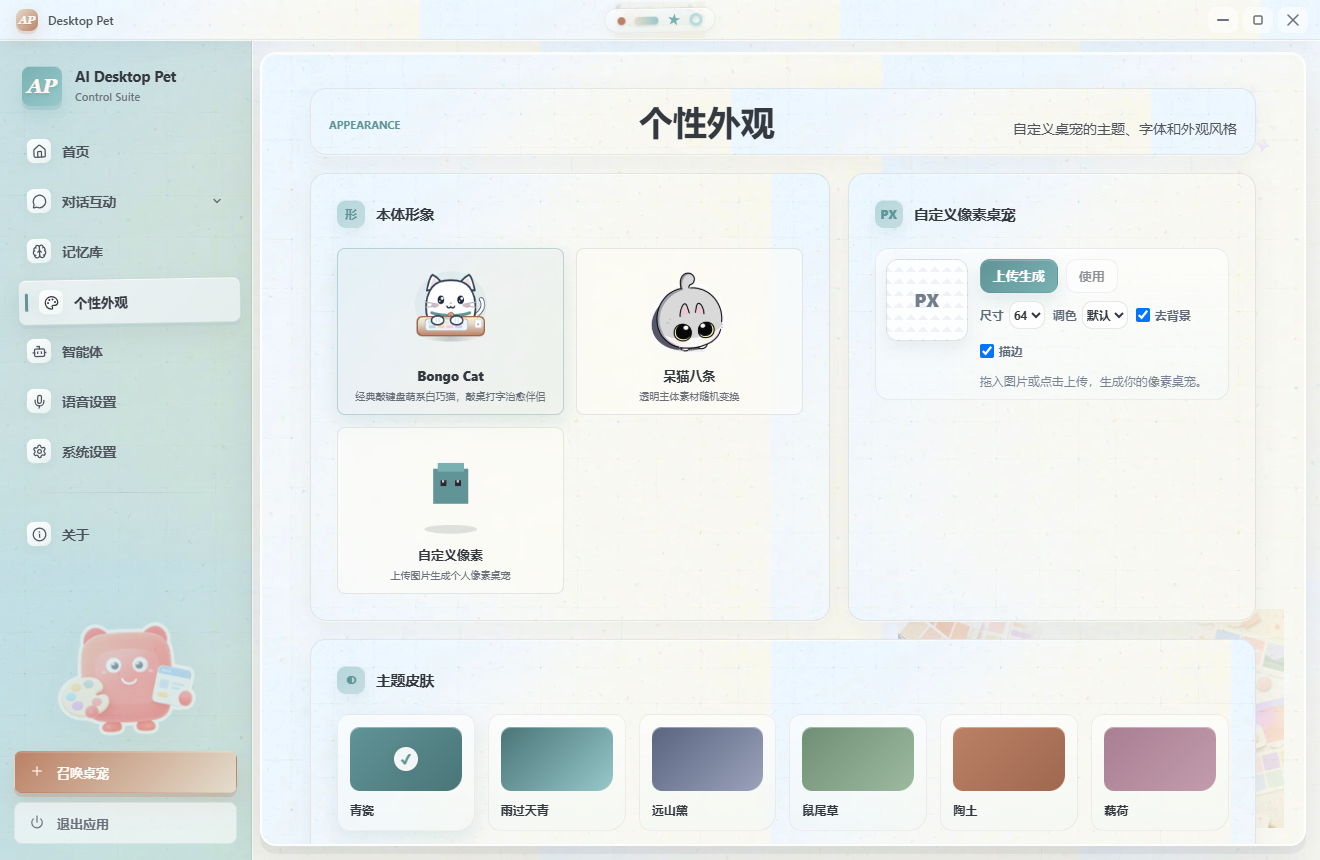 AP Desktop Pet
AP
AI Desktop Pet
Control Suite
首页
对话互动
记忆库
个性外观
智能体
语音设置
系统设置
关于
+ 召唤桌宠
退出应用
APPEARANCE
个性外观
自定义桌宠的主题、字体和外观风格
形 本体形象
Bongo Cat
经典敲键盘萌系白巧猫，敲桌打字治愈伴侣
呆猫八条
透明主体素材随机变换
自定义像素
上传图片生成个人像素桌宠
PX 自定义像素桌宠
PX
上传生成 使用
尺寸 64 调色 默认 去背景
描边
拖入图片或点击上传，生成你的像素桌宠。
主题皮肤
青瓷
雨过天青
远山黛
鼠尾草
陶土
藕荷